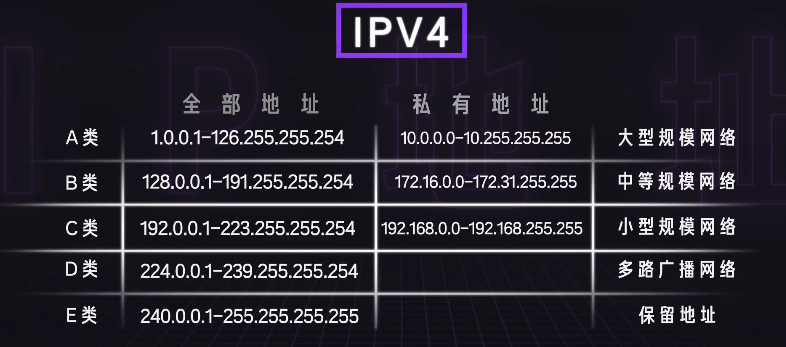 IPV4
全部地址 私有地址
A类 1.0.0.1-126.255.255.254 10.0.0.0-10.255.255.255 大型规模网络
B类 128.0.0.1-191.255.255.254 172.16.0.0-172.31.255.255 中等规模网络
C类 192.0.0.1-223.255.255.254 192.168.0.0-192.168.255.255 小型规模网络
D类 224.0.0.1-239.255.255.254 多路广播网络
E类 240.0.0.1-255.255.255.255 保留地址